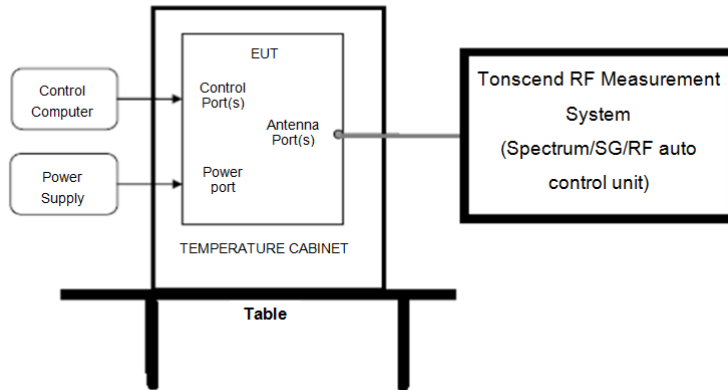 EUT
Control
Computer
Control
Port(s)
Antenna
Port(s)
Power
Supply
Power
port
TEMPERATURE CABINET
Table
Tonscend RF Measurement
System
(Spectrum/SG/RF auto
control unit)